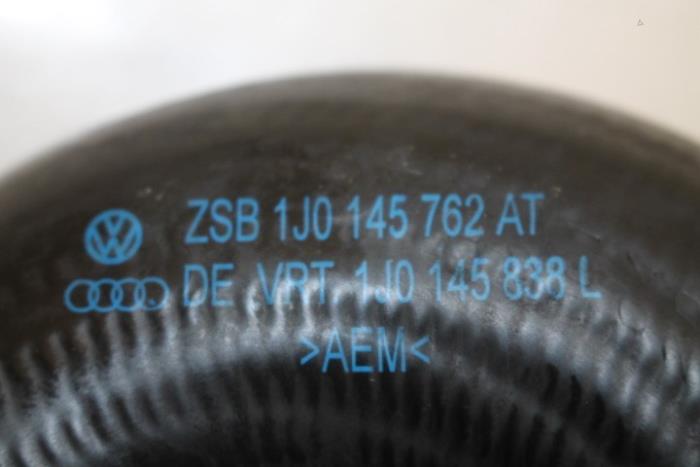 ZSB 1J0 145 762 AT
DE VRT. 1J0 145 838 L
>AEM<